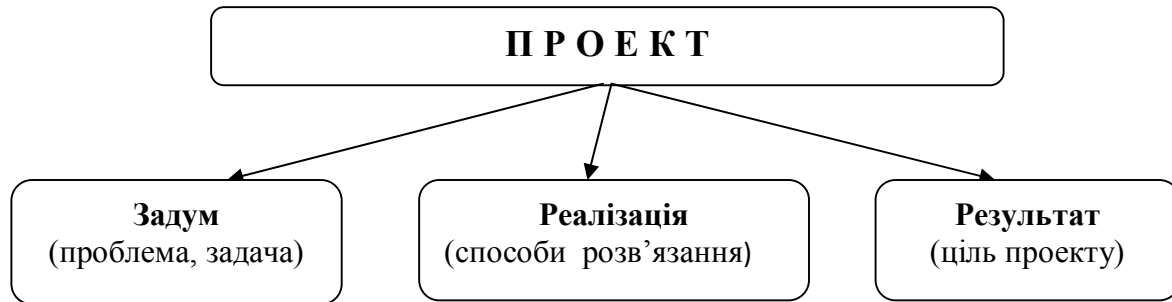 П Р О Е К Т
Задум
(проблема, задача)
Реалізація
(способи розв’язання)
Результат
(ціль проекту)